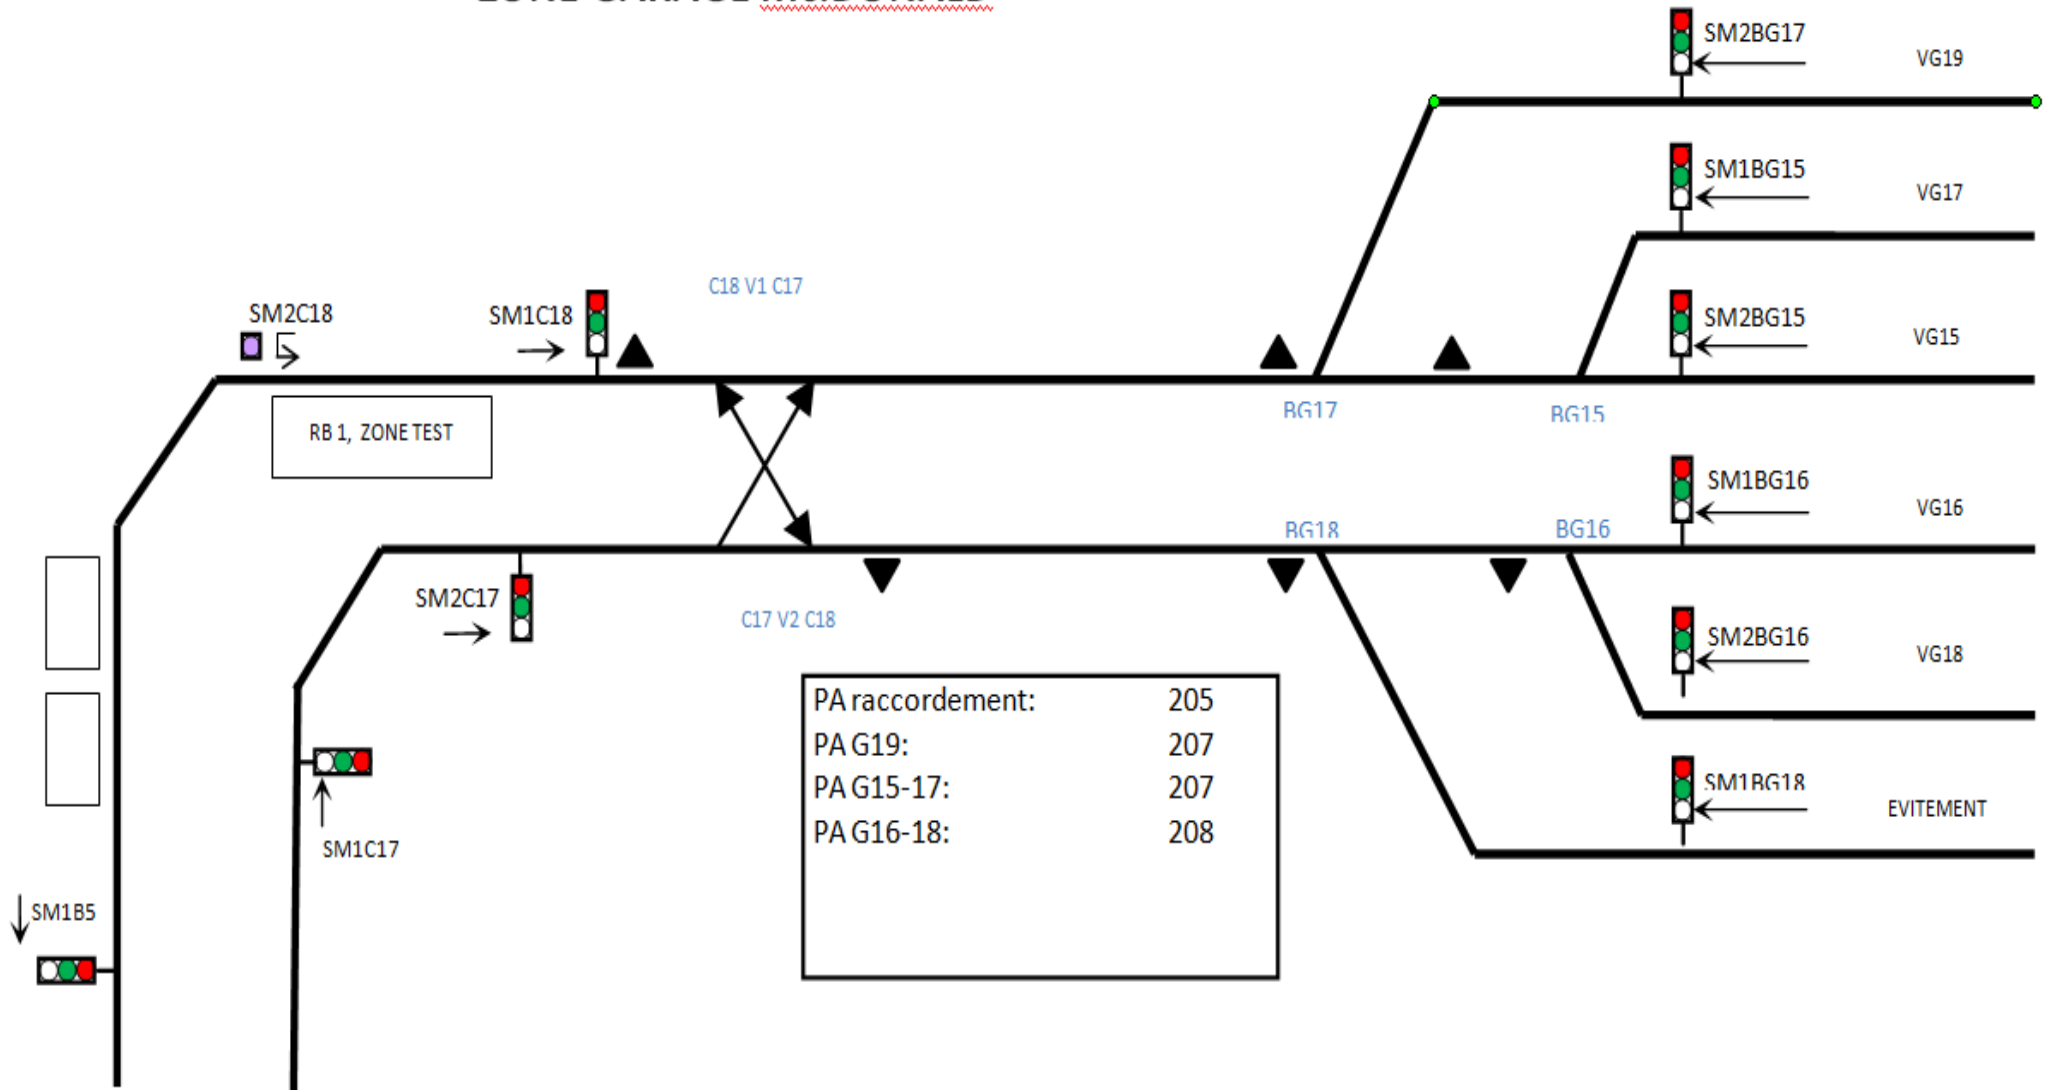 SM2BG17
VG19
SM1BG15
VG17
C18 V1 C17
SM2C18
SM1C18
SM2BG15
VG15
BG17
BG15
RB 1, ZONE TEST
SM1BG16
VG16
BG18
BG16
SM2C17
C17 V2 C18
SM2BG16
VG18
PA raccordement: 205
PA G19: 207
PA G15-17: 207
PA G16-18: 208
SM1BG18
EVITEMENT
SM1C17
SM1B5